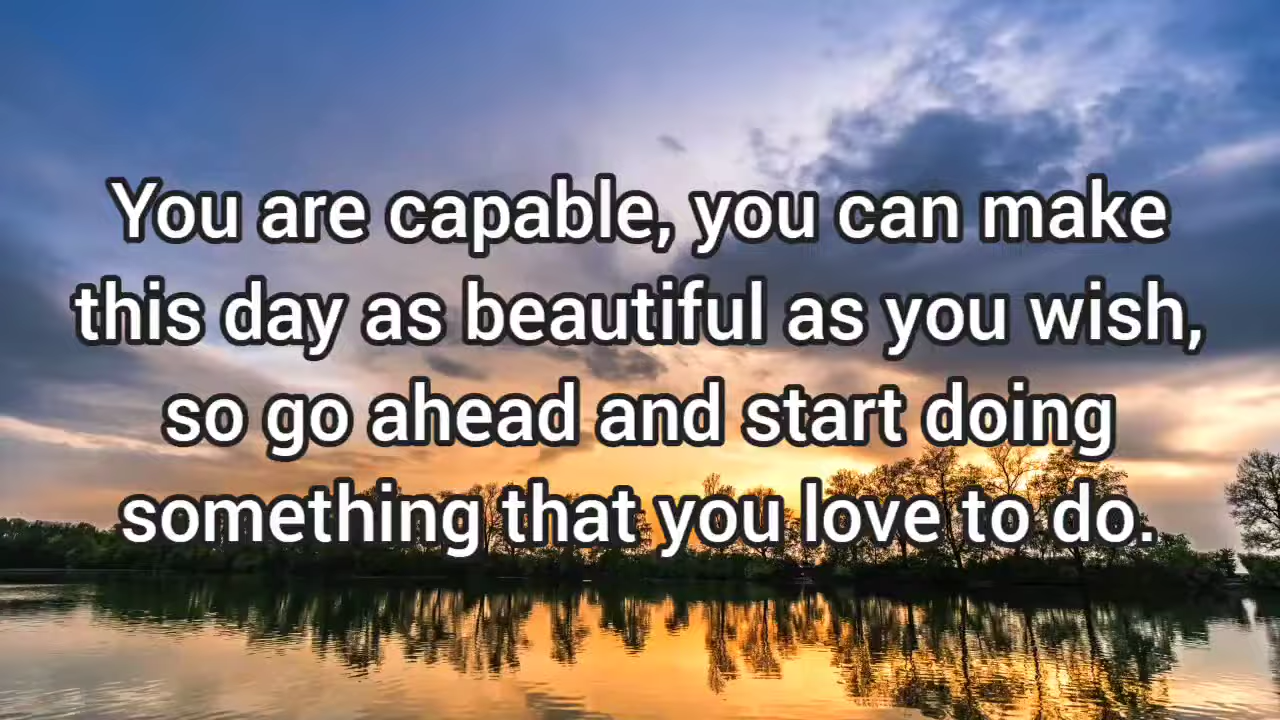 You are capable, you can make
this day as beautiful as you wish,
so go ahead and start doing
something that you love to do.